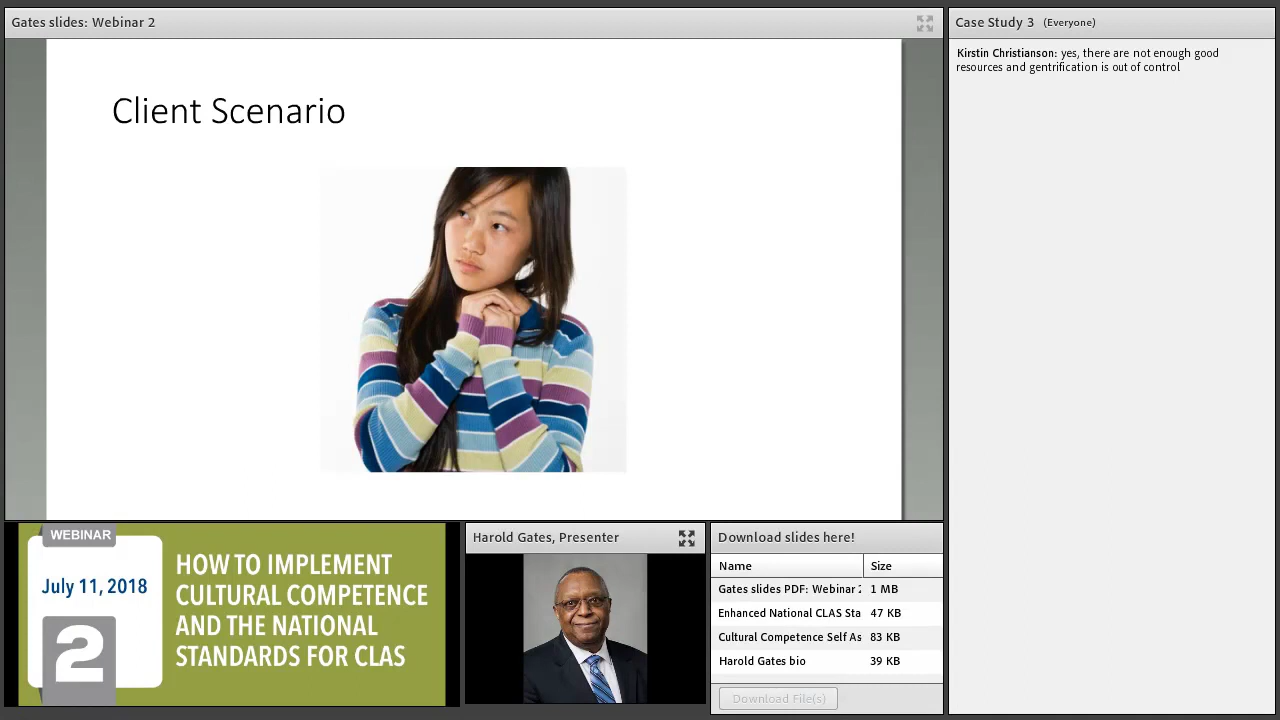 Gates slides: Webinar 2
Client Scenario
Case Study 3 (Everyone)
Kirstin Christianson: yes, there are not enough good
resources and gentrification is out of control
WEBINAR
July 11, 2018
2
HOW TO IMPLEMENT
CULTURAL COMPETENCE
AND THE NATIONAL
STANDARDS FOR CLAS
Harold Gates, Presenter
Download slides here!
Name Size
Gates slides PDF: Webinar 2 1 MB
Enhanced National CLAS Sta 47 KB
Cultural Competence Self As 83 KB
Harold Gates bio 39 KB
Download File(s)